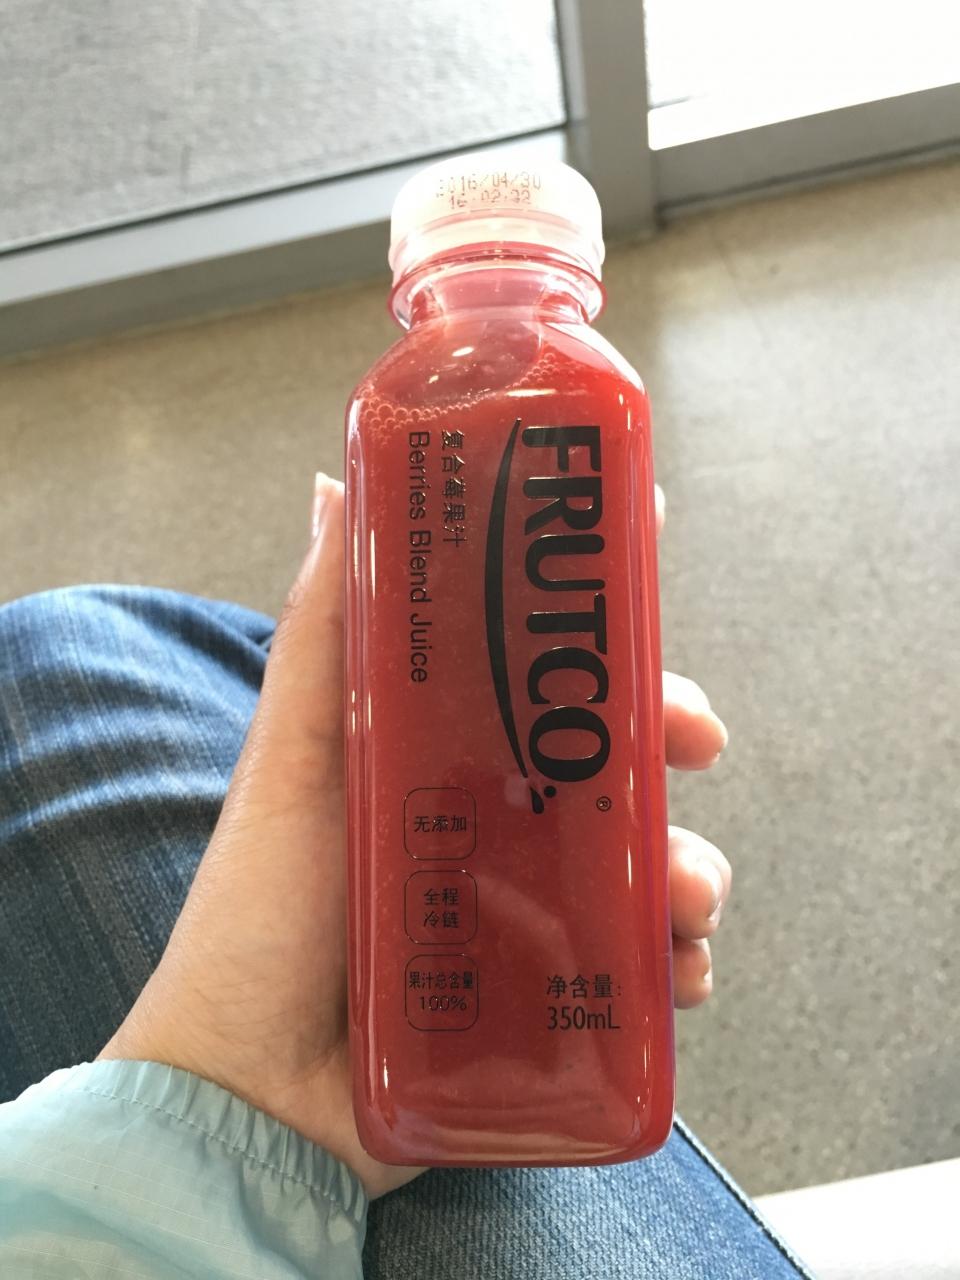 2016/04/30
16:02:32
FRUTCO
®
复合莓果汁
Berries Blend Juice
无添加
全程
冷链
果汁总含量
100%
净含量:
350mL